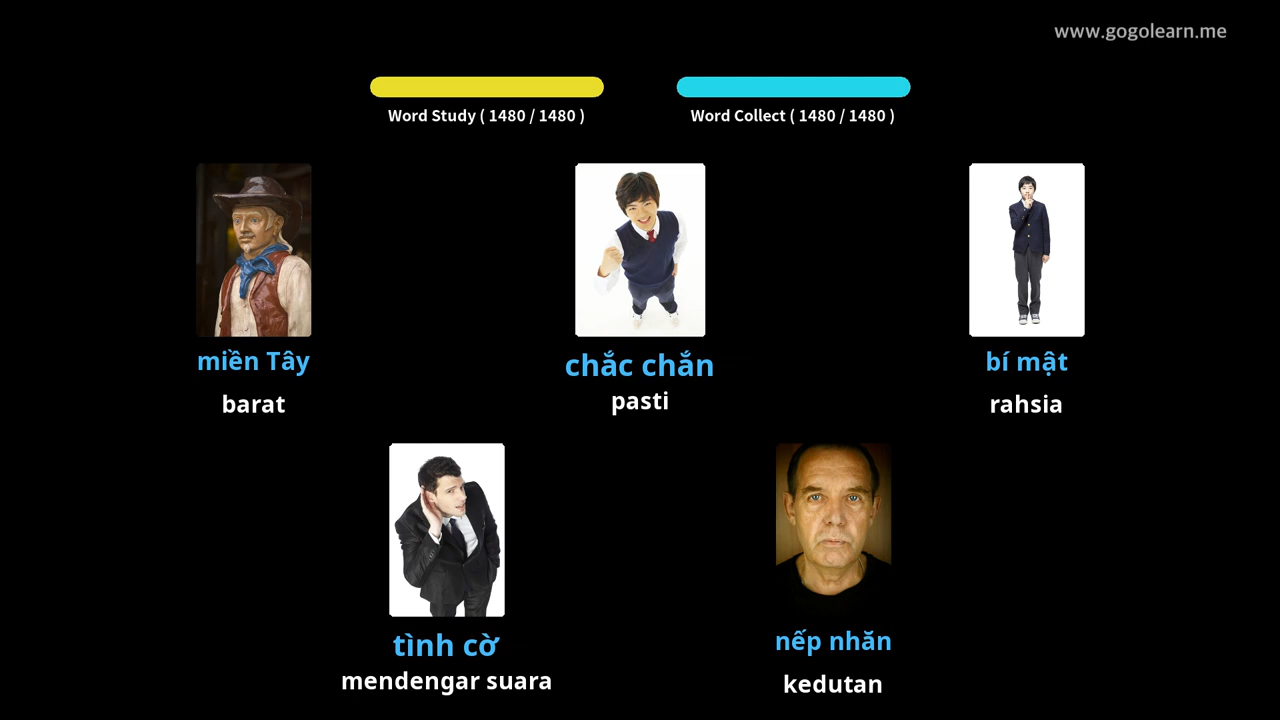 www.gogolearn.me
Word Study ( 1480 / 1480 )
Word Collect ( 1480 / 1480 )
miền Tây
barat
chắc chắn
pasti
bí mật
rahsia
tình cờ
mendengar suara
nếp nhăn
kedutan